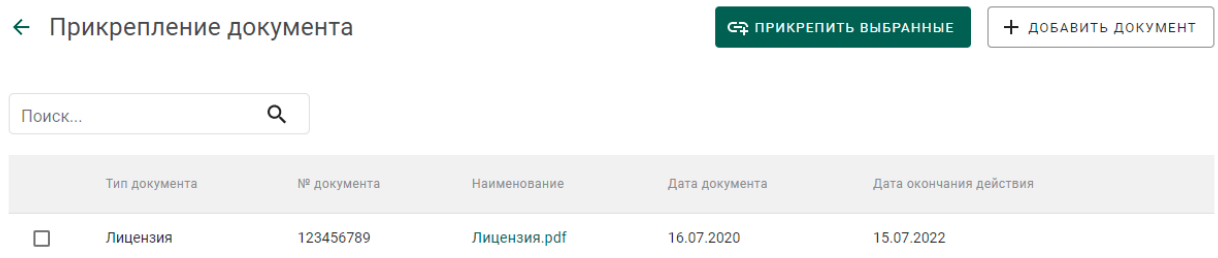 Прикрепление документа
ПРИКРЕПИТЬ ВЫБРАННЫЕ
ДОБАВИТЬ ДОКУМЕНТ
Поиск...
Тип документа № документа Наименование Дата документа Дата окончания действия
Лицензия 123456789 Лицензия.pdf 16.07.2020 15.07.2022